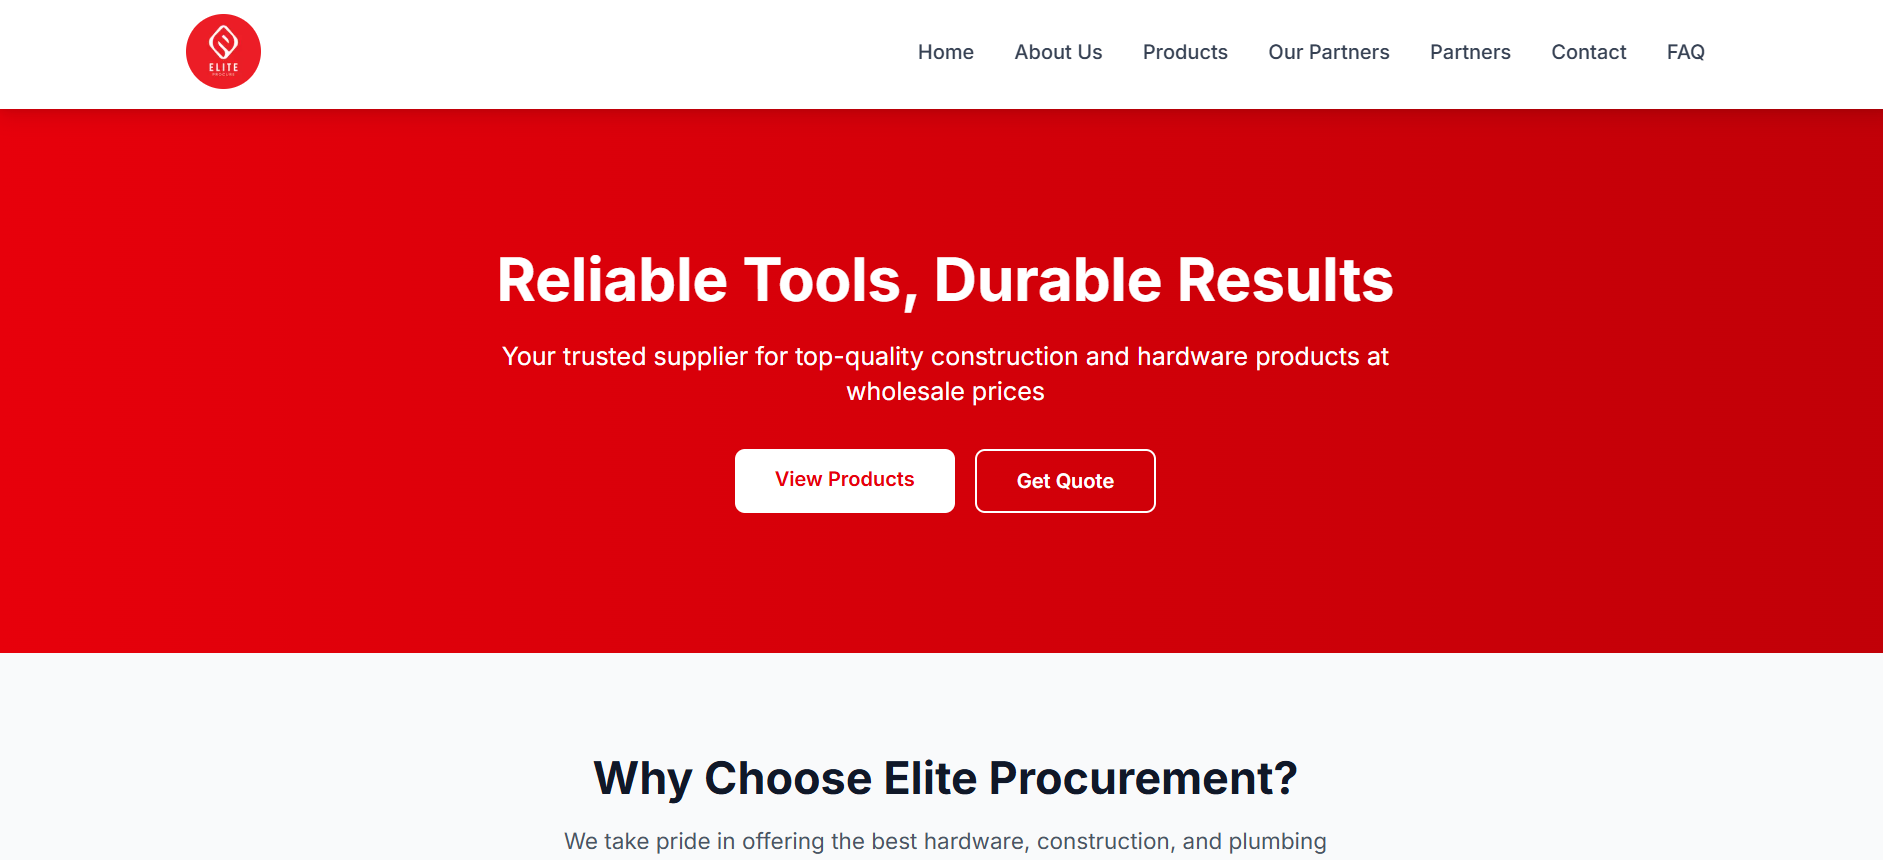 ELITE
Home About Us Products Our Partners Partners Contact FAQ
Reliable Tools, Durable Results
Your trusted supplier for top-quality construction and hardware products at
wholesale prices
View Products Get Quote
Why Choose Elite Procurement?
We take pride in offering the best hardware, construction, and plumbing